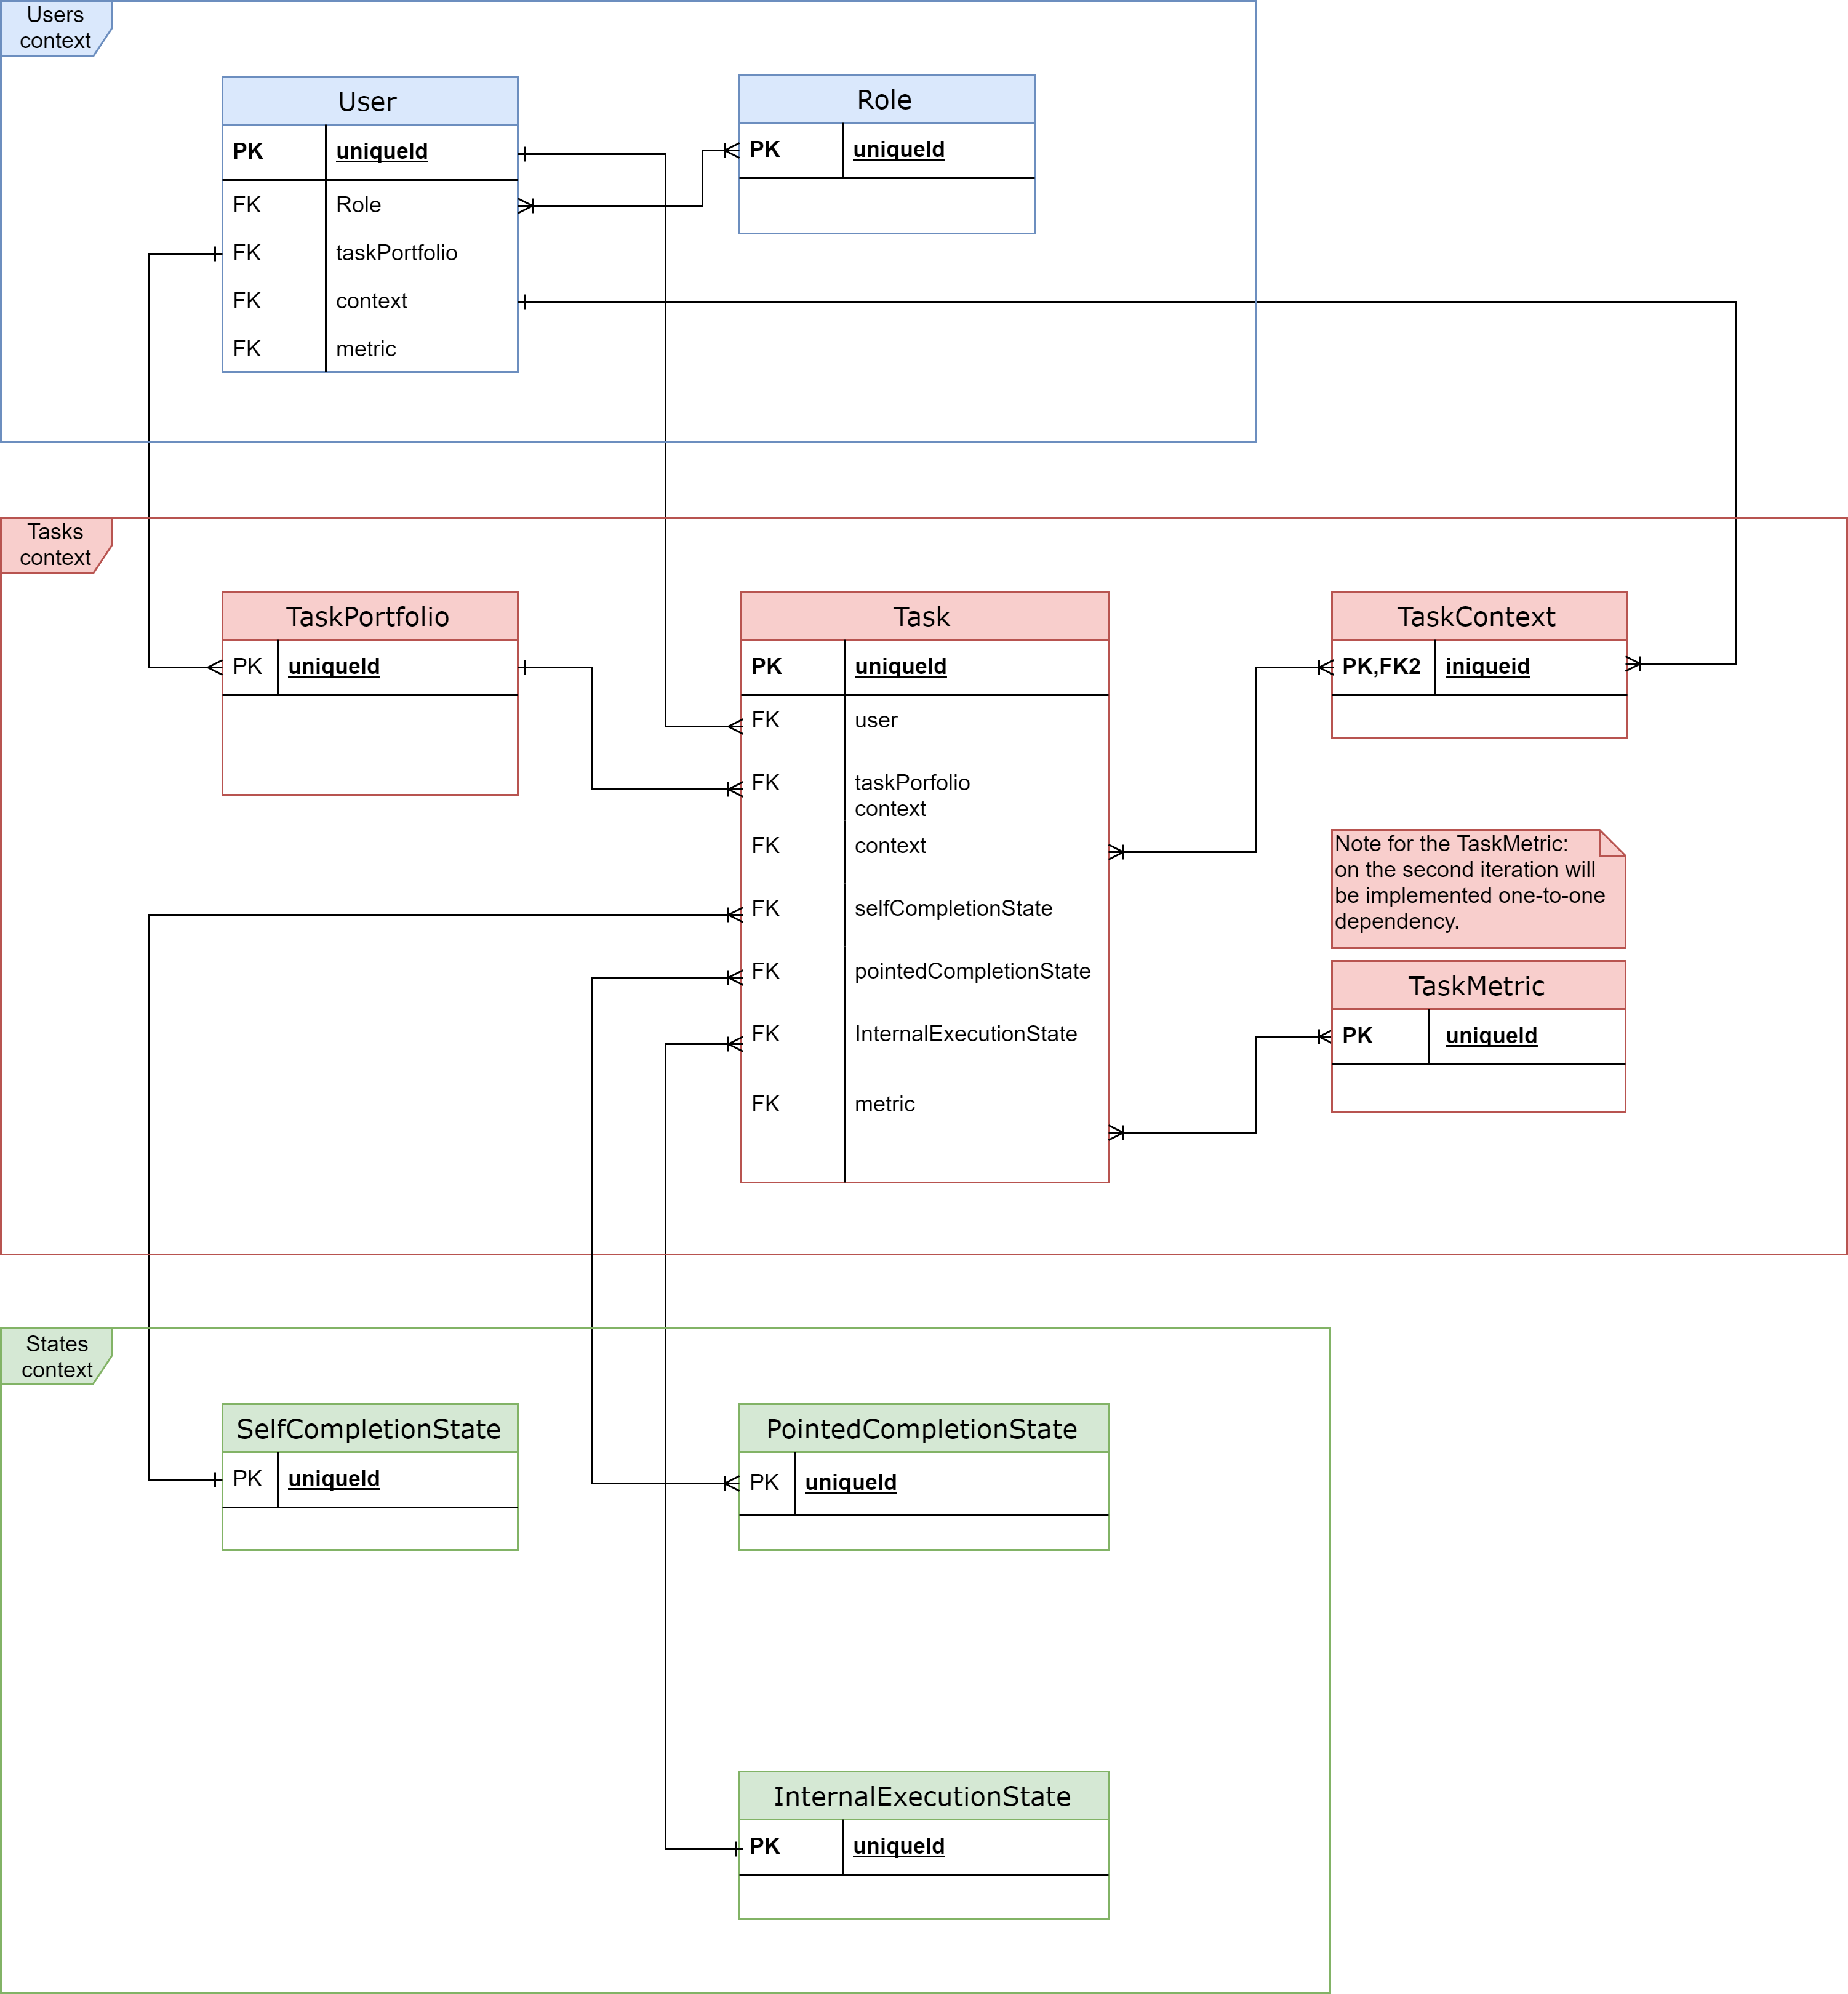 Users
context
User
PK uniqueId
FK Role
FK taskPortfolio
FK context
FK metric
Role
PK uniqueId
Tasks
context
TaskPortfolio
PK uniqueId
Task
PK uniqueId
FK user
FK taskPorfolio
context
FK context
FK selfCompletionState
FK pointedCompletionState
FK InternalExecutionState
FK metric
TaskContext
PK,FK2 iniqueid
Note for the TaskMetric:
on the second iteration will
be implemented one-to-one
dependency.
TaskMetric
PK uniqueId
States
context
SelfCompletionState
PK uniqueId
PointedCompletionState
PK uniqueId
InternalExecutionState
PK uniqueId